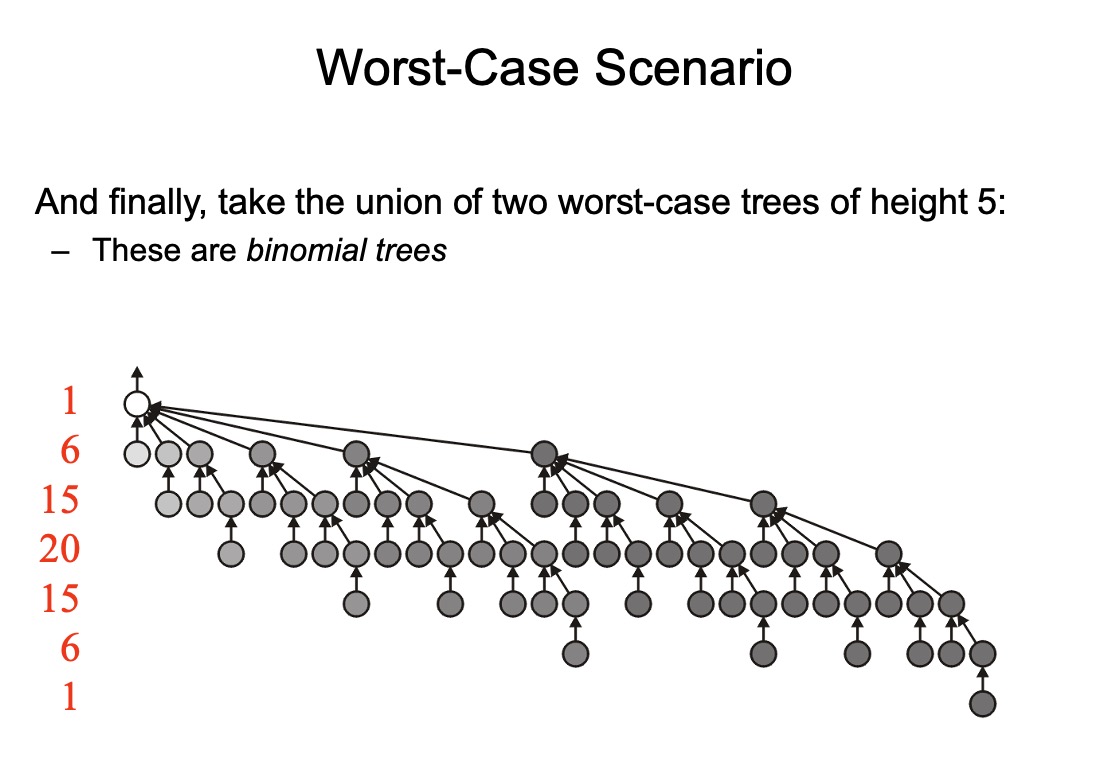 Worst-Case Scenario
And finally, take the union of two worst-case trees of height 5:
– These are binomial trees
1
6
15
20
15
6
1